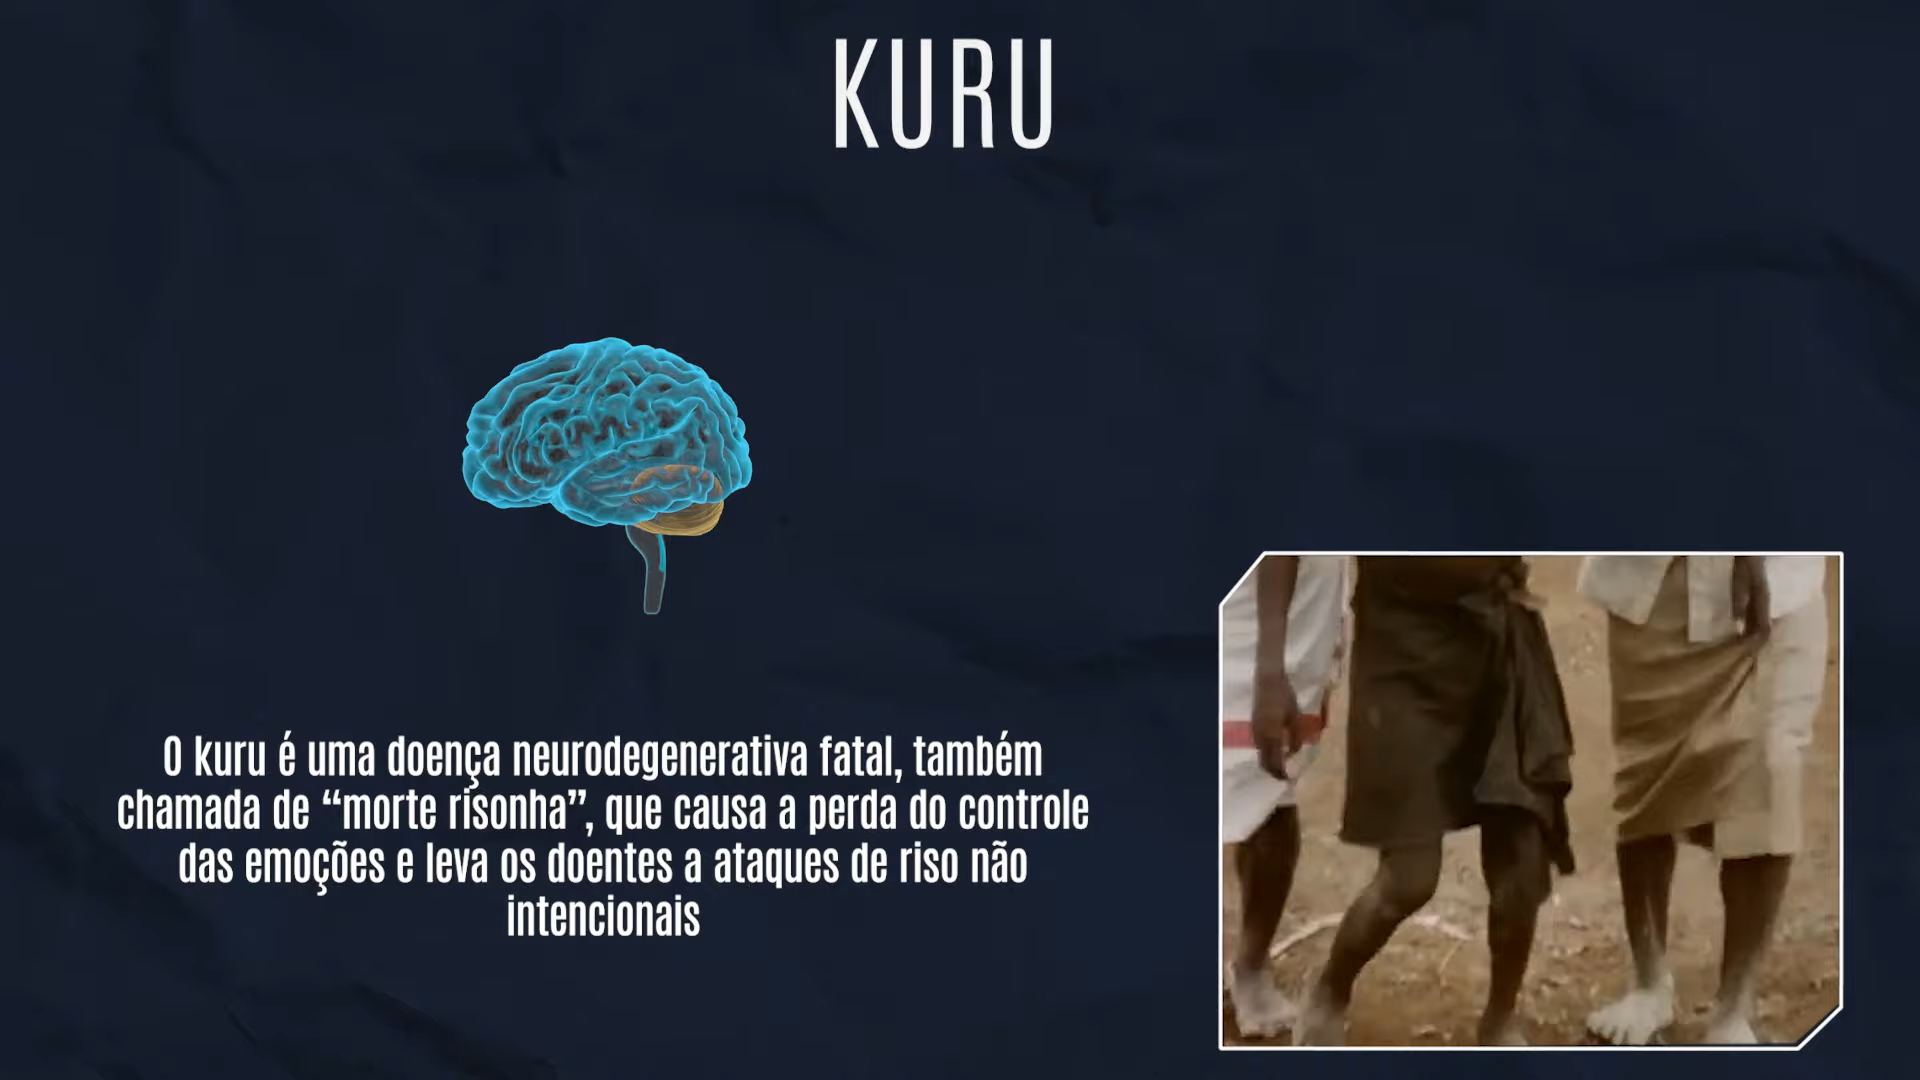 KURU
O kuru é uma doença neurodegenerativa fatal, também
chamada de “morte risonha”, que causa a perda do controle
das emoções e leva os doentes a ataques de riso não
intencionais